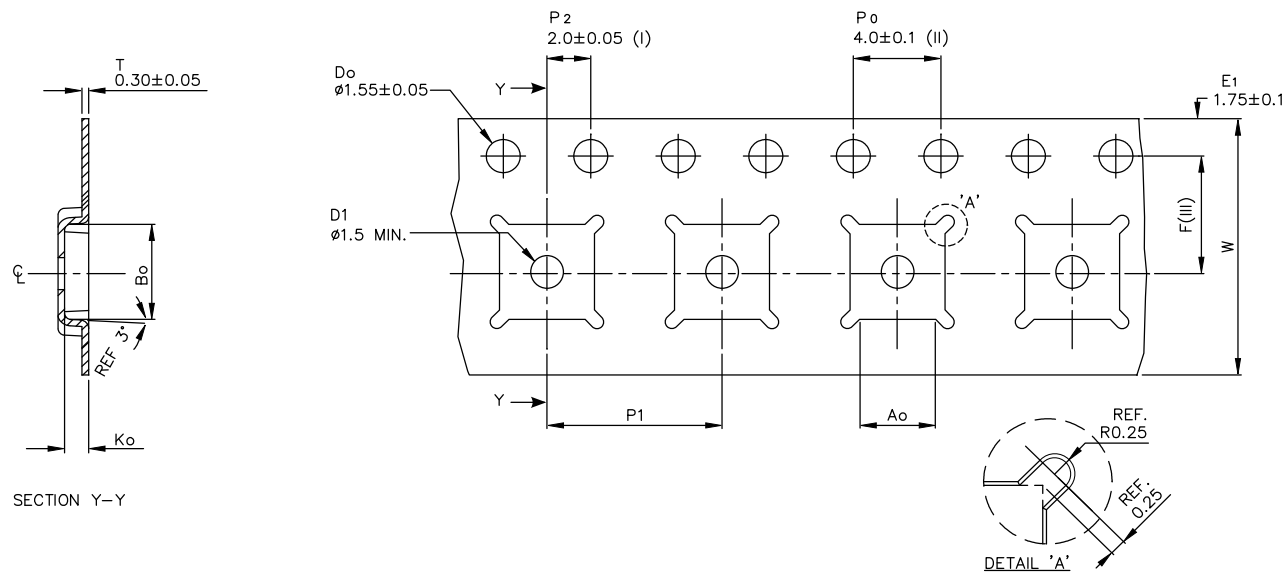 P2
2.0±0.05 (I)
Po
4.0±0.1 (II)
T
0.30±0.05
Do
ø1.55±0.05
Y
E1
1.75±0.1
D1
ø1.5 MIN.
'A'
F(III)
W
℄
Bo
REF 3°
Ko
Y
P1
Ao
SECTION Y-Y
REF.
R0.25
REF.
0.25
DETAIL 'A'